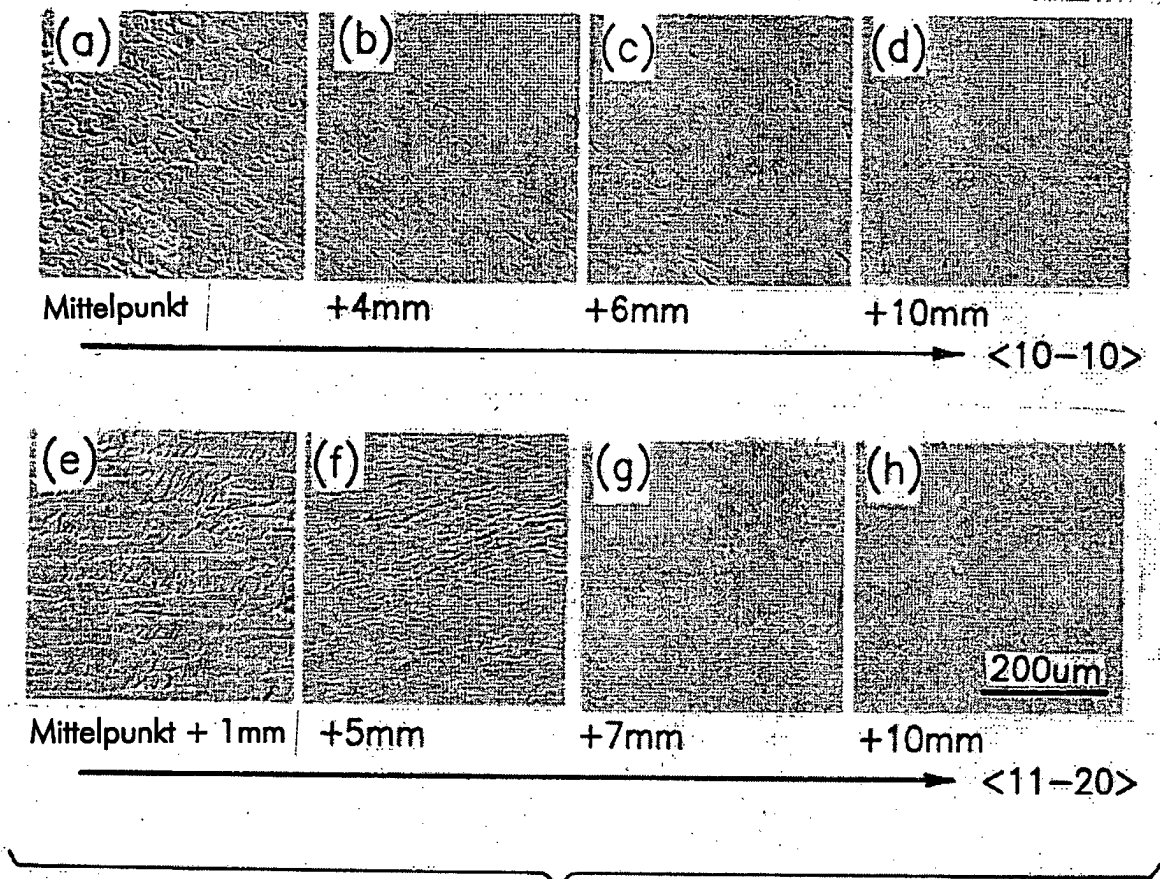 (a) (b) (c) (d)
Mittelpunkt +4mm +6mm +10mm
<10-10>
(e) (f) (g) (h)
200um
Mittelpunkt + 1mm +5mm +7mm +10mm
<11-20>